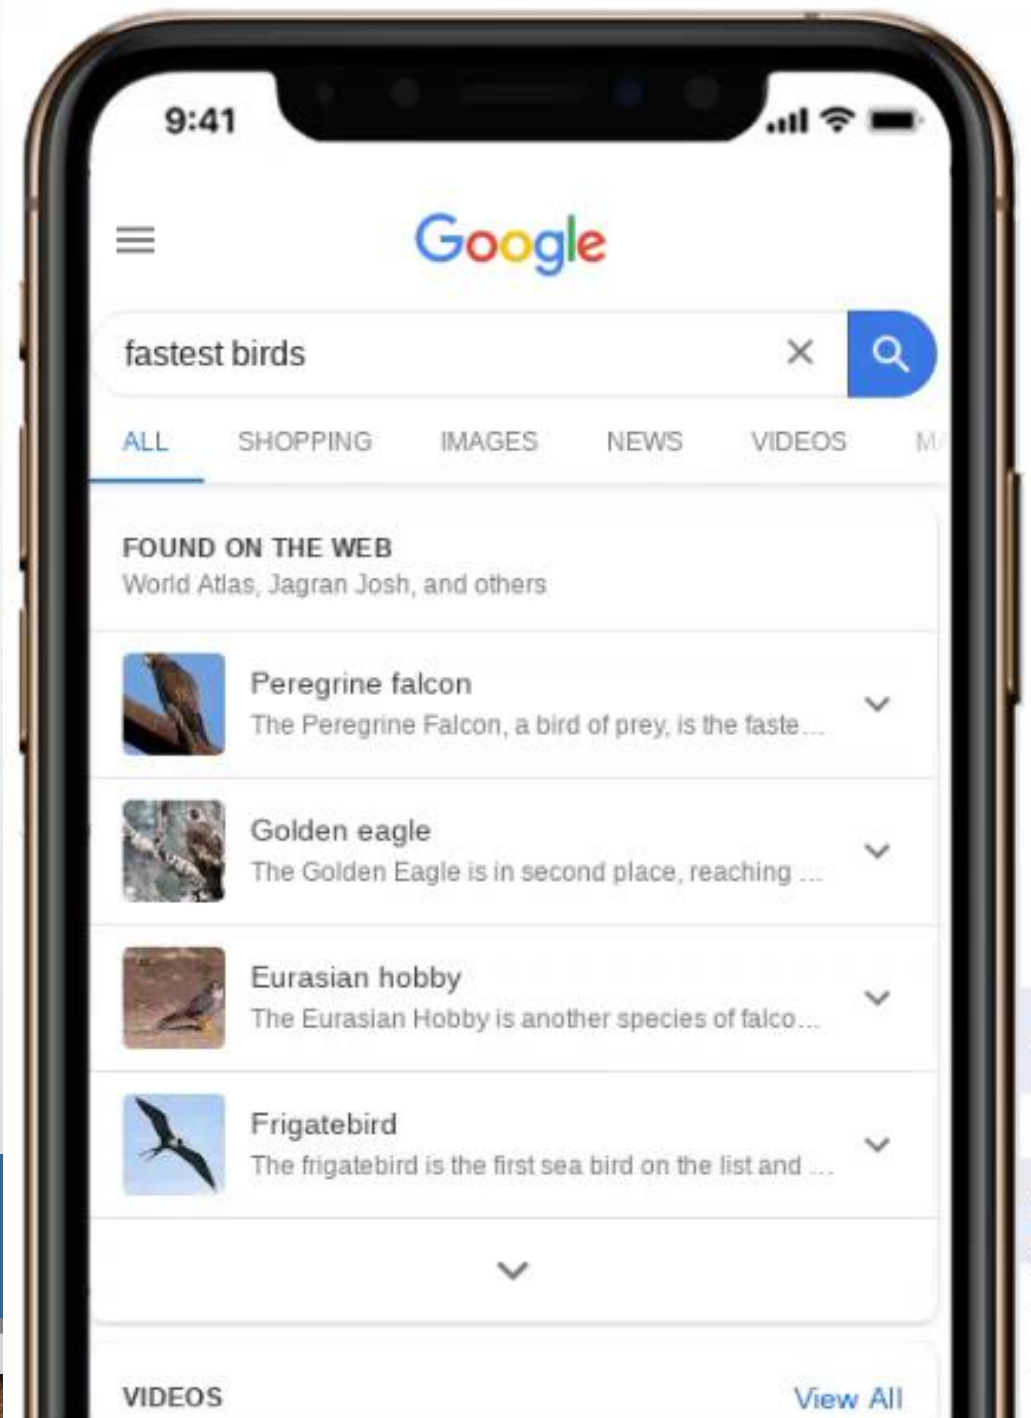 9:41
Google
fastest birds
ALL SHOPPING IMAGES NEWS VIDEOS
FOUND ON THE WEB
World Atlas, Jagran Josh, and others
Peregrine falcon
The Peregrine Falcon, a bird of prey, is the faste...
Golden eagle
The Golden Eagle is in second place, reaching ...
Eurasian hobby
The Eurasian Hobby is another species of falco...
Frigatebird
The frigatebird is the first sea bird on the list and ...
VIDEOS View All